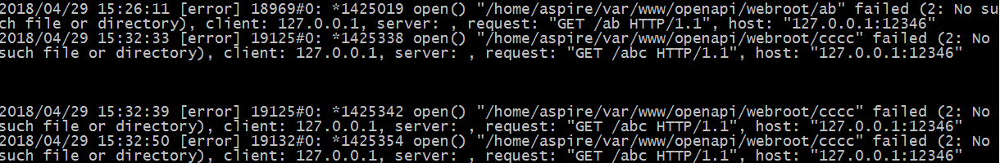 2018/04/29 15:26:11 [error] 18969#0: *1425019 open() "/home/aspire/var/www/openapi/webroot/ab" failed (2: No su
ch file or directory), client: 127.0.0.1, server: , request: "GET /ab HTTP/1.1", host: "127.0.0.1:12346"
2018/04/29 15:32:33 [error] 19125#0: *1425338 open() "/home/aspire/var/www/openapi/webroot/cccc" failed (2: No
such file or directory), client: 127.0.0.1, server: , request: "GET /abc HTTP/1.1", host: "127.0.0.1:12346"
2018/04/29 15:32:39 [error] 19125#0: *1425342 open() "/home/aspire/var/www/openapi/webroot/cccc" failed (2: No
such file or directory), client: 127.0.0.1, server: , request: "GET /abc HTTP/1.1", host: "127.0.0.1:12346"
2018/04/29 15:32:50 [error] 19132#0: *1425354 open() "/home/aspire/var/www/openapi/webroot/cccc" failed (2: No
such file or directory), client: 127.0.0.1, server: , request: "GET /abc HTTP/1.1", host: "127.0.0.1:12346"